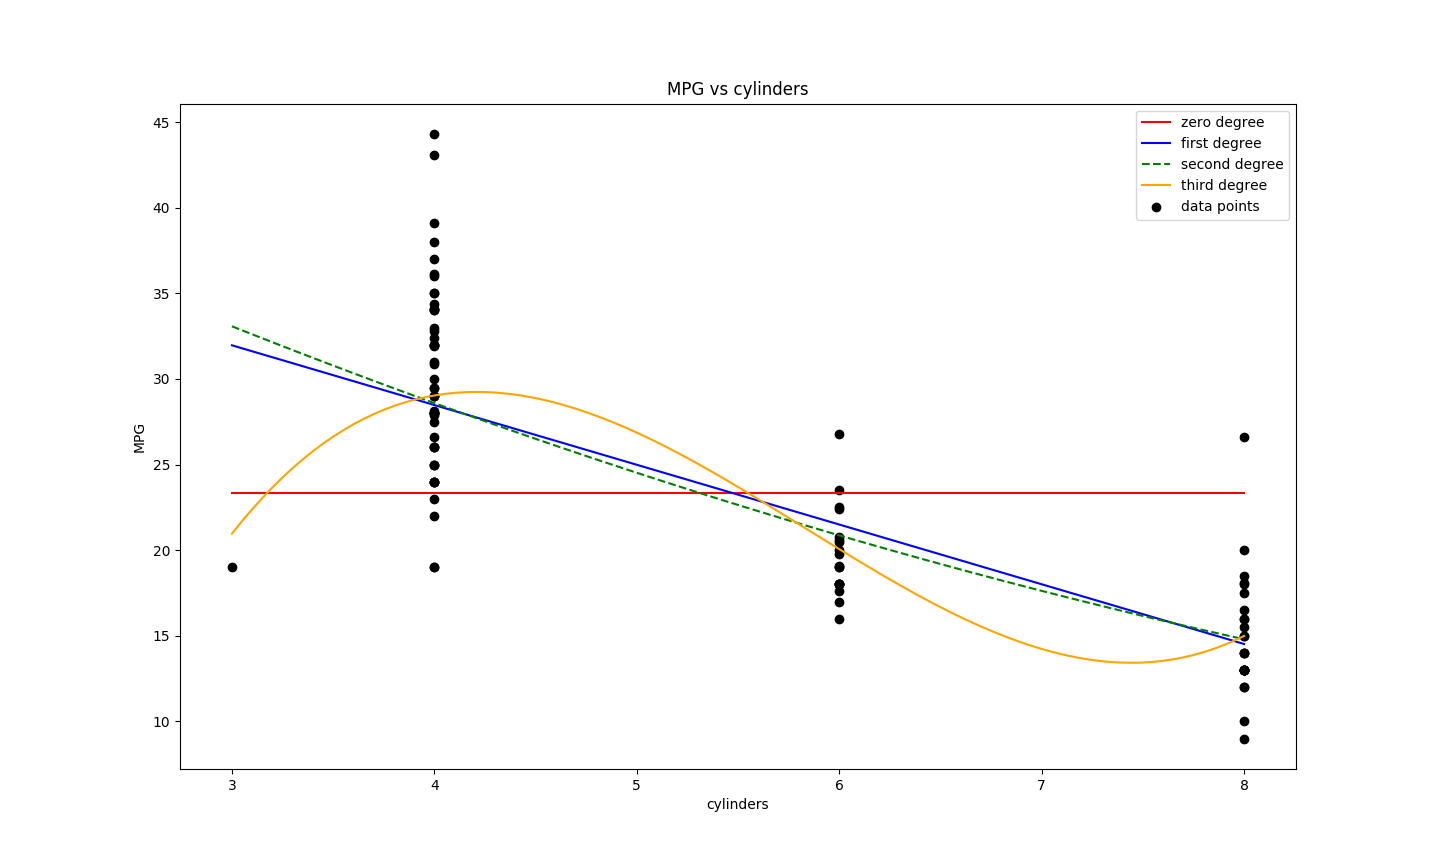 MPG vs cylinders
zero degree
first degree
second degree
third degree
data points
45
40
35
30
25
20
15
10
MPG
3 4 5 6 7 8
cylinders